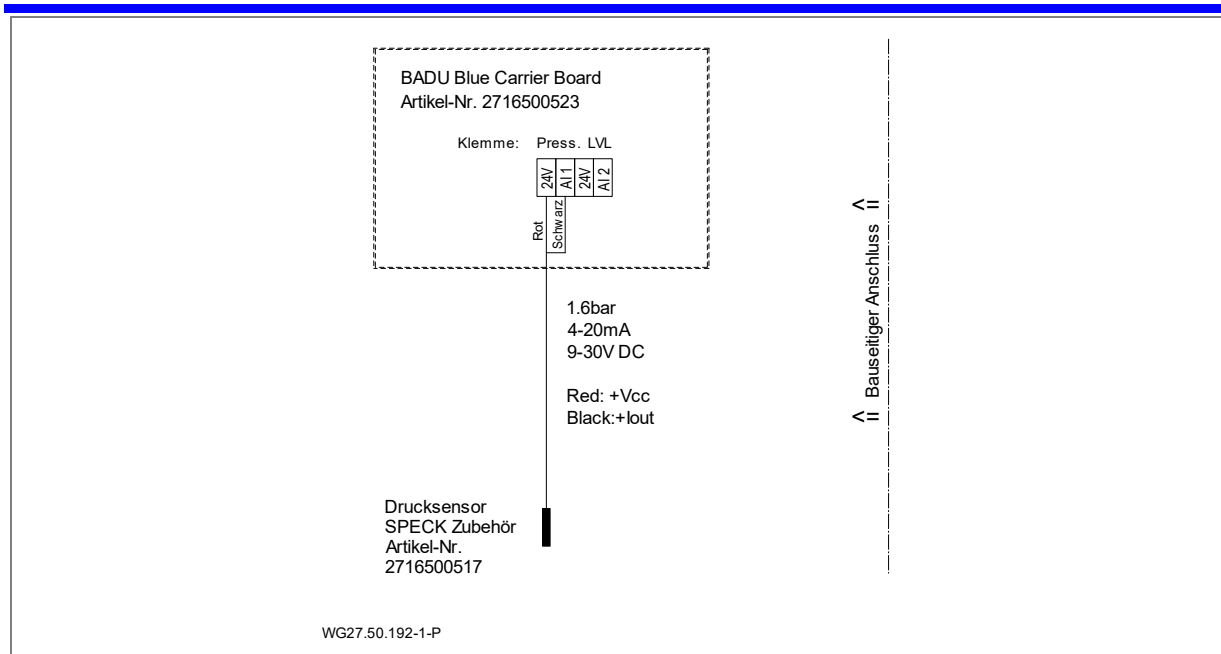 BADU Blue Carrier Board
Artikel-Nr. 2716500523
Klemme: Press. LVL
24V AI 1 24V AI 2
Rot Schwarz
1.6bar
4-20mA
9-30V DC
Red: +Vcc
Black:+Iout
Drucksensor
SPECK Zubehör
Artikel-Nr.
2716500517
<= Bauseitiger Anschluss <=
WG27.50.192-1-P